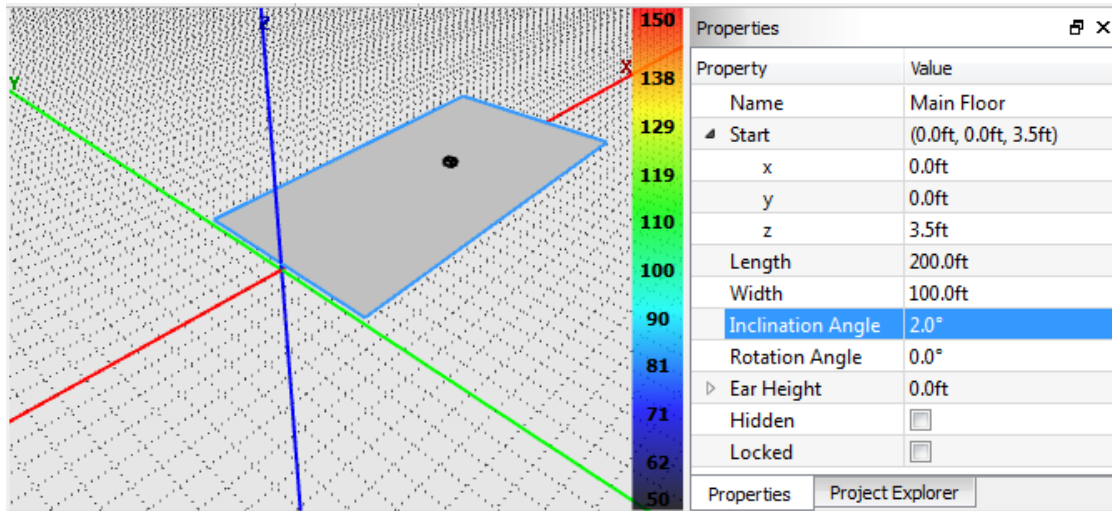 Z
Y
X
150
138
129
119
110
100
90
81
71
62
50
Properties
Property Value
Name Main Floor
Start (0.0ft, 0.0ft, 3.5ft)
x 0.0ft
y 0.0ft
z 3.5ft
Length 200.0ft
Width 100.0ft
Inclination Angle 2.0°
Rotation Angle 0.0°
Ear Height 0.0ft
Hidden
Locked
Properties Project Explorer